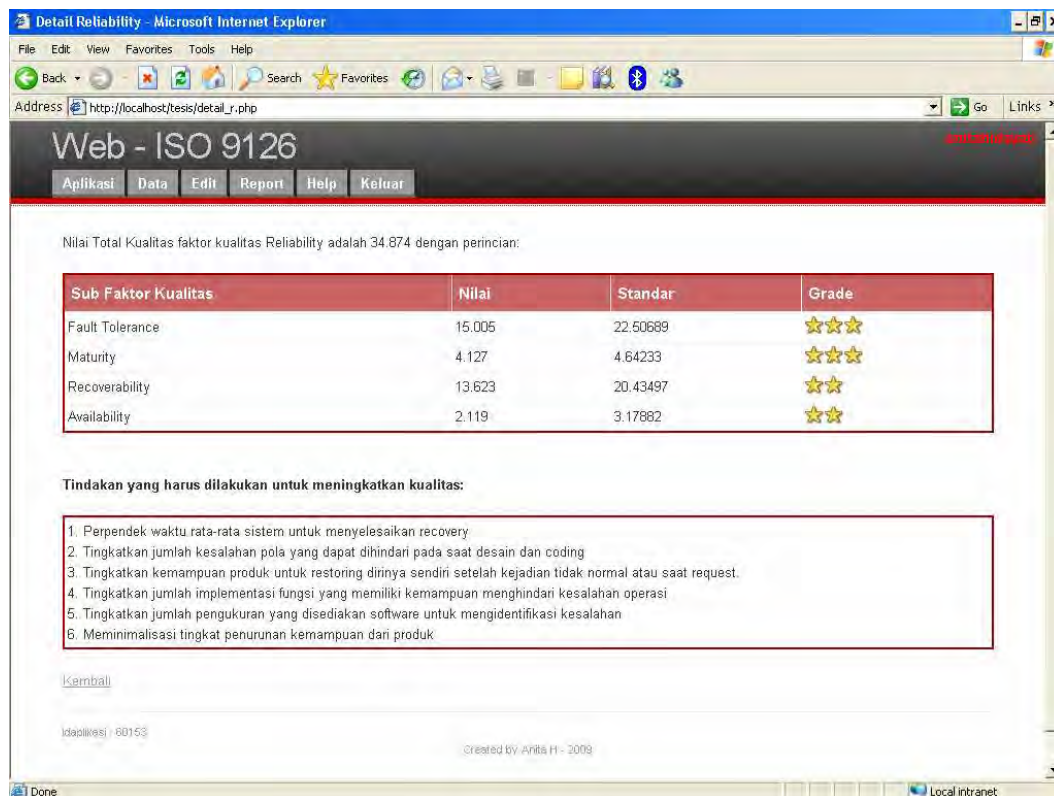 Detail Reliability - Microsoft Internet Explorer
File Edit View Favorites Tools Help
Back Search Favorites
Address http://localhost/tesis/detail_r.php Go Links
Web - ISO 9126
Aplikasi Data Edit Report Help Keluar
Nilai Total Kualitas faktor kualitas Reliability adalah 34.874 dengan perincian:
Sub Faktor Kualitas Nilai Standar Grade
Fault Tolerance 15.005 22.50689
Maturity 4.127 4.64233
Recoverability 13.623 20.43497
Availability 2.119 3.17882
Tindakan yang harus dilakukan untuk meningkatkan kualitas:
1. Perpendek waktu rata-rata sistem untuk menyelesaikan recovery
2. Tingkatkan jumlah kesalahan pola yang dapat dihindari pada saat desain dan coding
3. Tingkatkan kemampuan produk untuk restoring dirinya sendiri setelah kejadian tidak normal atau saat request.
4. Tingkatkan jumlah implementasi fungsi yang memiliki kemampuan menghindari kesalahan operasi
5. Tingkatkan jumlah pengukuran yang disediakan software untuk mengidentifikasi kesalahan
6. Meminimalisasi tingkat penurunan kemampuan dari produk
Kembali
idaplikasi : 60153
Created by Anita H - 2009
Done Local intranet